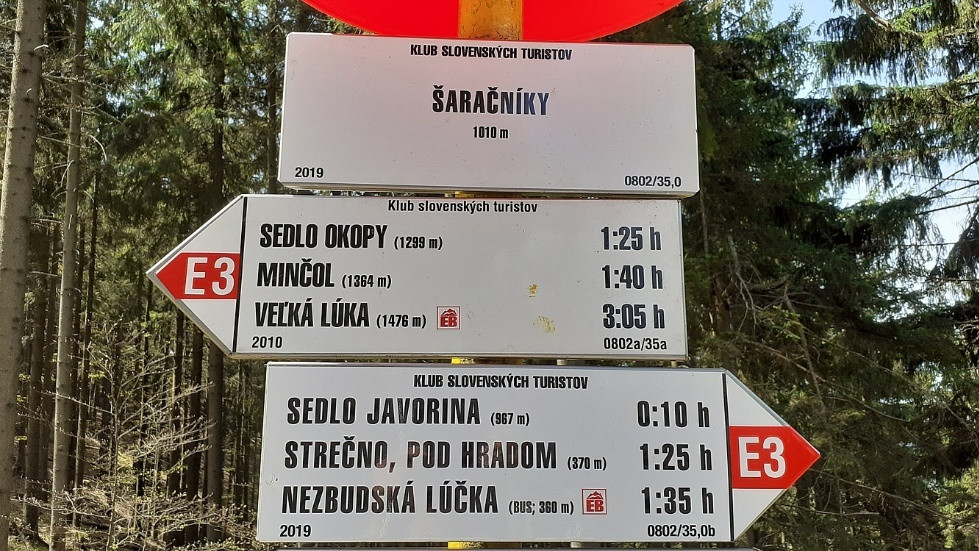 KLUB SLOVENSKÝCH TURISTOV
ŠARAČNÍKY
1010 m
2019 0802/35,0
Klub slovenských turistov
SEDLO OKOPY (1299 m) 1:25 h
E3 MINČOL (1364 m) 1:40 h
VEĽKÁ LÚKA (1476 m) EB 3:05 h
2010 0802a/35a
KLUB SLOVENSKÝCH TURISTOV
SEDLO JAVORINA (967 m) 0:10 h
STREČNO, POD HRADOM (370 m) 1:25 h E3
NEZBUDSKÁ LÚČKA (BUS; 360 m) EB 1:35 h
2019 0802/35,0b